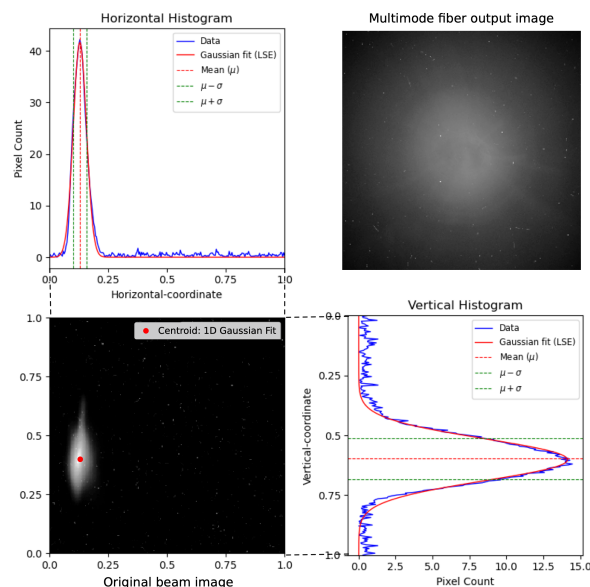 Horizontal Histogram
Multimode fiber output image
40
30
20
10
0
Pixel Count
Data
Gaussian fit (LSE)
Mean (μ)
μ − σ
μ + σ
0.0 0.25 0.50 0.75 1.0
Horizontal-coordinate
1.0
0.75
0.5
0.25
0.0
Centroid: 1D Gaussian Fit
0.0 0.25 0.5 0.75 1.0
Original beam image
Vertical Histogram
0.0
0.25
0.5
0.75
1.0
Vertical-coordinate
Data
Gaussian fit (LSE)
Mean (μ)
μ − σ
μ + σ
0.0 2.5 5.0 7.5 10.0 12.5 15.0
Pixel Count